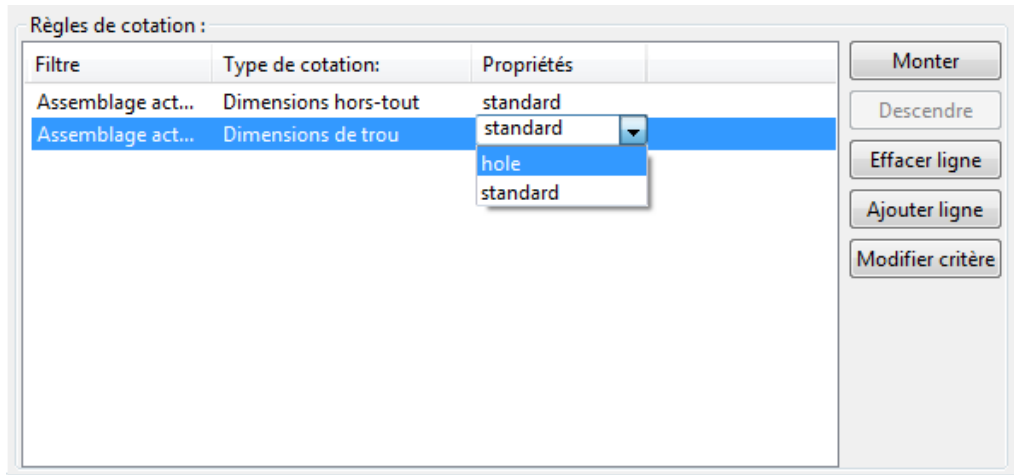 Règles de cotation :
Filtre Type de cotation: Propriétés
Assemblage act... Dimensions hors-tout standard
Assemblage act... Dimensions de trou standard
hole
standard
Monter
Descendre
Effacer ligne
Ajouter ligne
Modifier critère